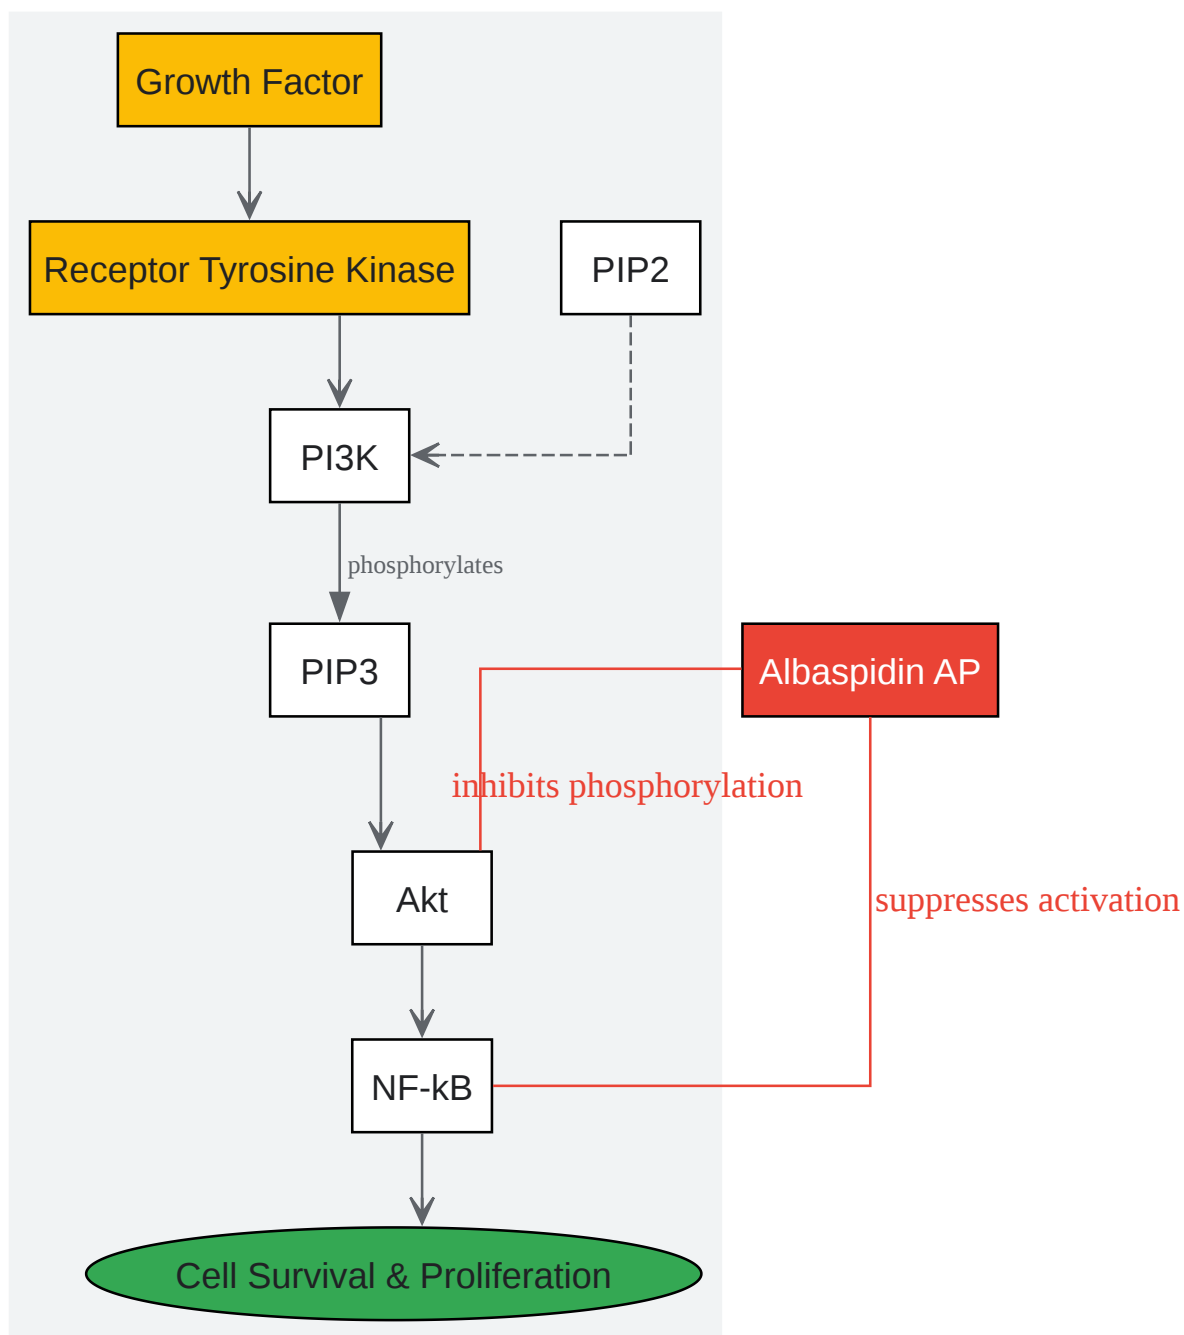 Growth Factor
Receptor Tyrosine Kinase
PIP2
PI3K
phosphorylates
PIP3
Albaspidin AP
inhibits phosphorylation
Akt
suppresses activation
NF-kB
Cell Survival & Proliferation